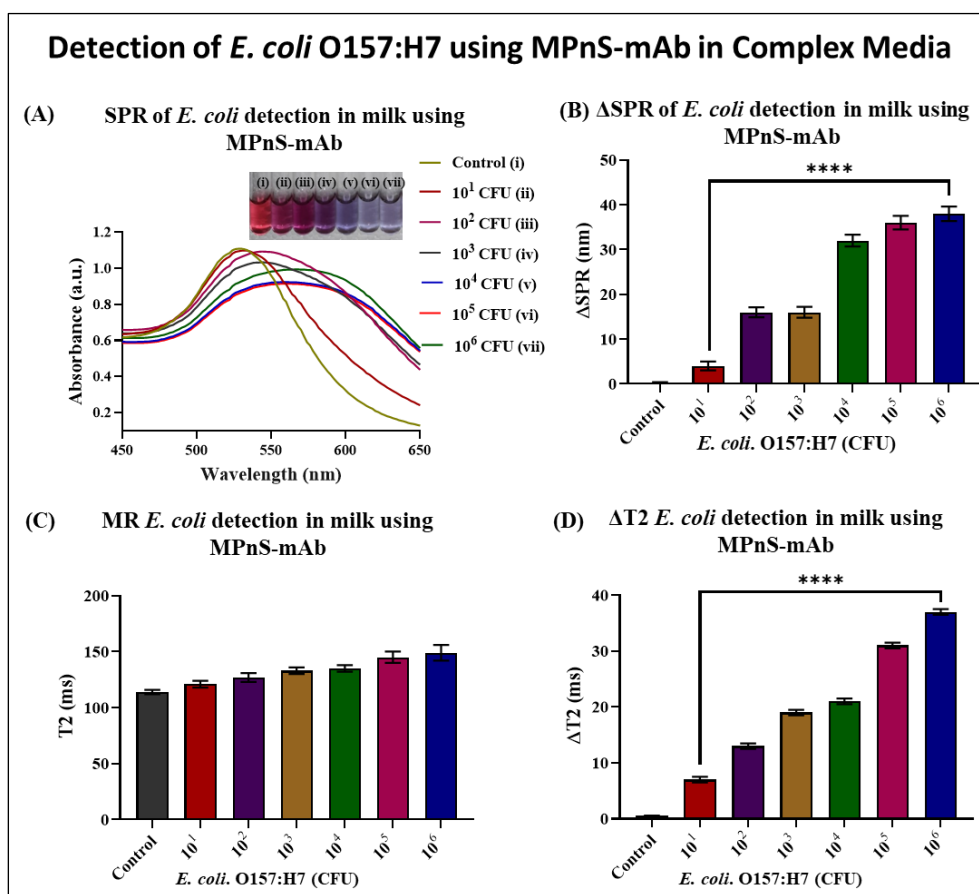 Detection of E. coli O157:H7 using MPnS-mAb in Complex Media
(A)
SPR of E. coli detection in milk using
MPnS-mAb
(i) (ii) (iii) (iv) (v) (vi) (vii)
Control (i)
10¹ CFU (ii)
10² CFU (iii)
10³ CFU (iv)
10⁴ CFU (v)
10⁵ CFU (vi)
10⁶ CFU (vii)
Absorbance (a.u.)
1.2
1.0
0.8
0.6
0.4
0.2
450 500 550 600 650
Wavelength (nm)
(B) ΔSPR of E. coli detection in milk using
MPnS-mAb
****
ΔSPR (nm)
40
30
20
10
0
Control 10¹ 10² 10³ 10⁴ 10⁵ 10⁶
E. coli. O157:H7 (CFU)
(C) MR E. coli detection in milk using
MPnS-mAb
T2 (ms)
200
150
100
50
0
Control 10¹ 10² 10³ 10⁴ 10⁵ 10⁶
E. coli. O157:H7 (CFU)
(D)
ΔT2 E. coli detection in milk using
MPnS-mAb
****
ΔT2 (ms)
40
30
20
10
0
Control 10¹ 10² 10³ 10⁴ 10⁵ 10⁶
E. coli. O157:H7 (CFU)